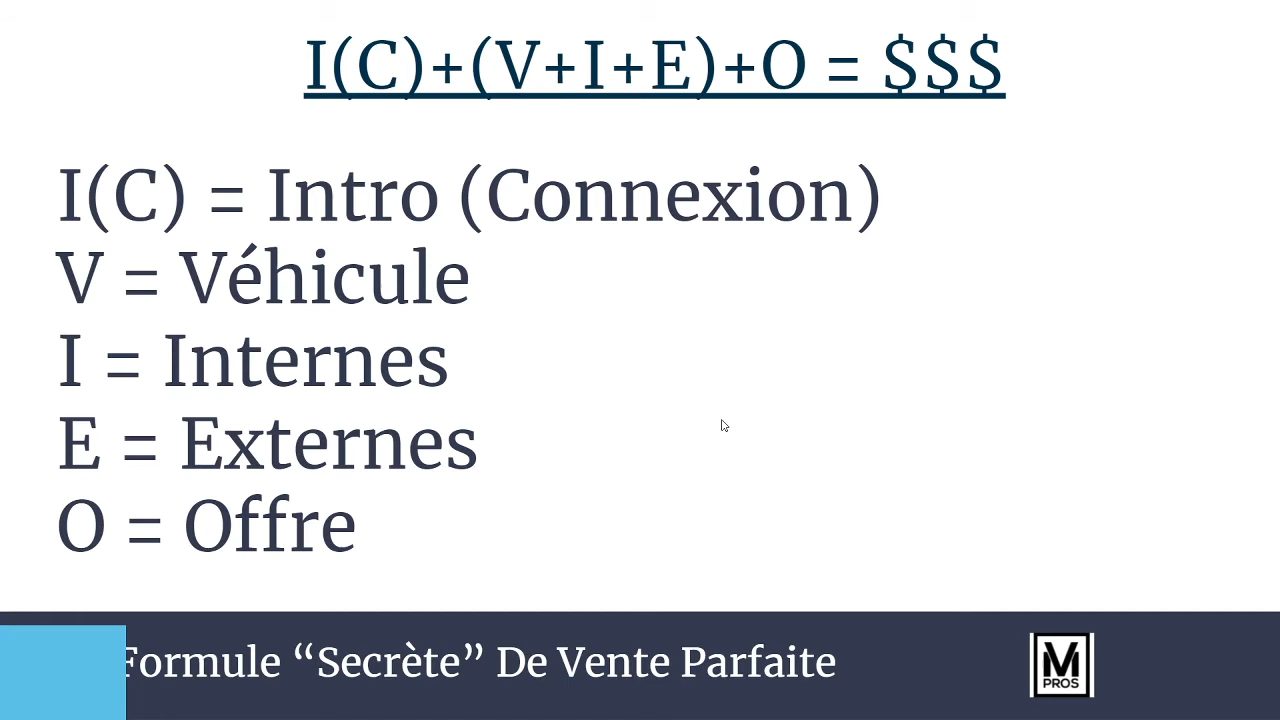 I(C)+(V+I+E)+O = $$$
I(C) = Intro (Connexion)
V = Véhicule
I = Internes
E = Externes
O = Offre
Formule “Secrète” De Vente Parfaite
M
PROS